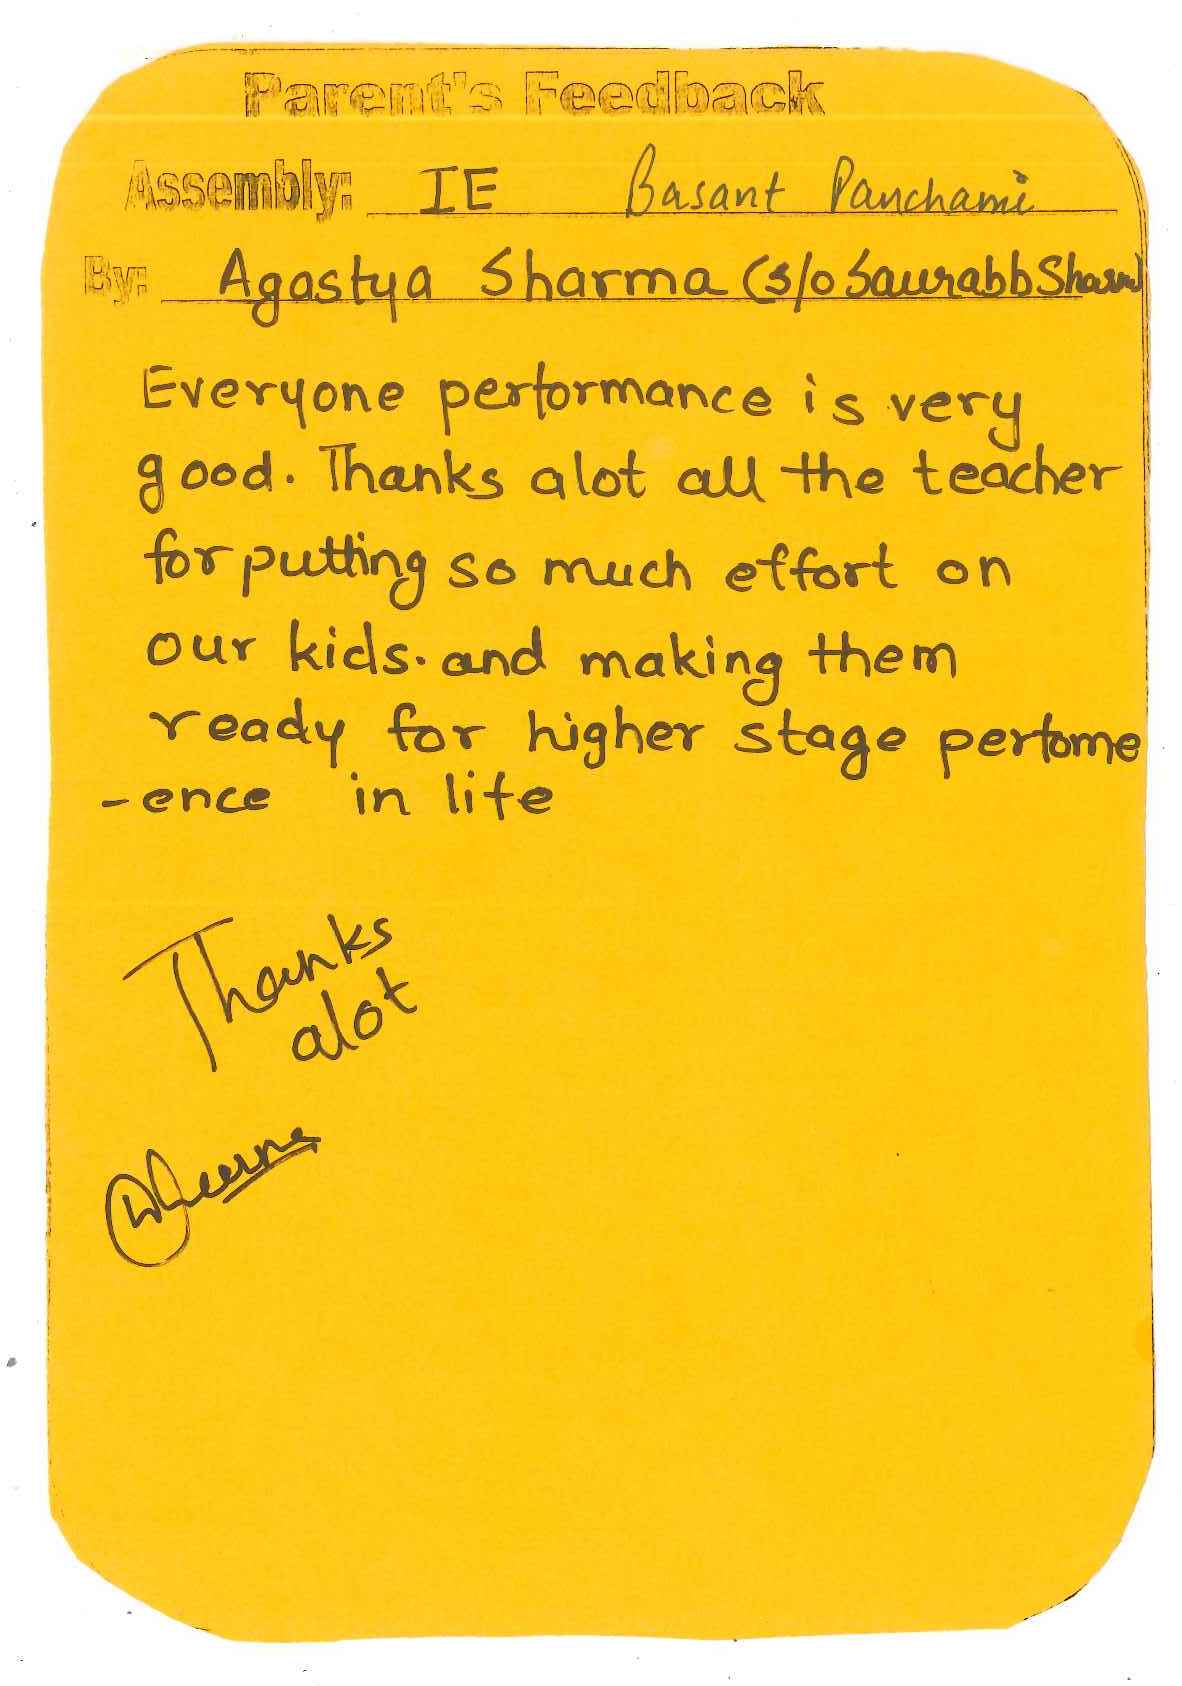 Parent's Feedback
Assembly: IE Basant Panchami
By: Agastya Sharma (s/o Saurabh Sharma)
Everyone performance is very
good. Thanks alot all the teacher
for putting so much effort on
our kids. and making them
ready for higher stage perfome
-ence in life
Thanks
alot